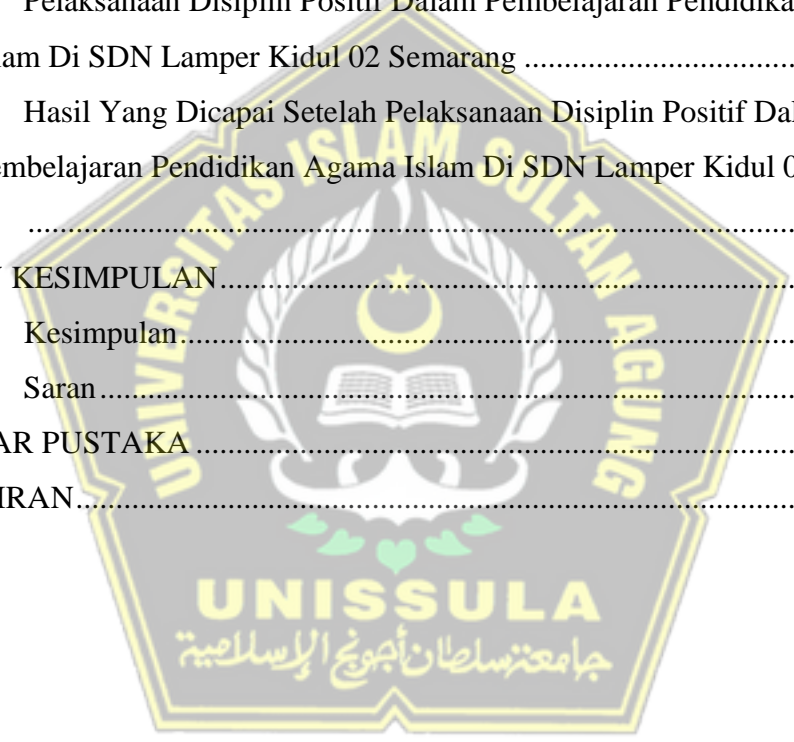 Pelaksanaan Disiplin Positif Dalam Pembelajaran Pendidika
lam Di SDN Lamper Kidul 02 Semarang ..................................
Hasil Yang Dicapai Setelah Pelaksanaan Disiplin Positif Dal
embelajaran Pendidikan Agama Islam Di SDN Lamper Kidul 0
................................................................................................
KESIMPULAN........................................................................
Kesimpulan.............................................................................
Saran.......................................................................................
AR PUSTAKA ........................................................................
IRAN.......................................................................................
UNIVERSITAS ISLAM SULTAN AGUNG
UNISSULA
جامعة سلطان أجونج الإسلامية